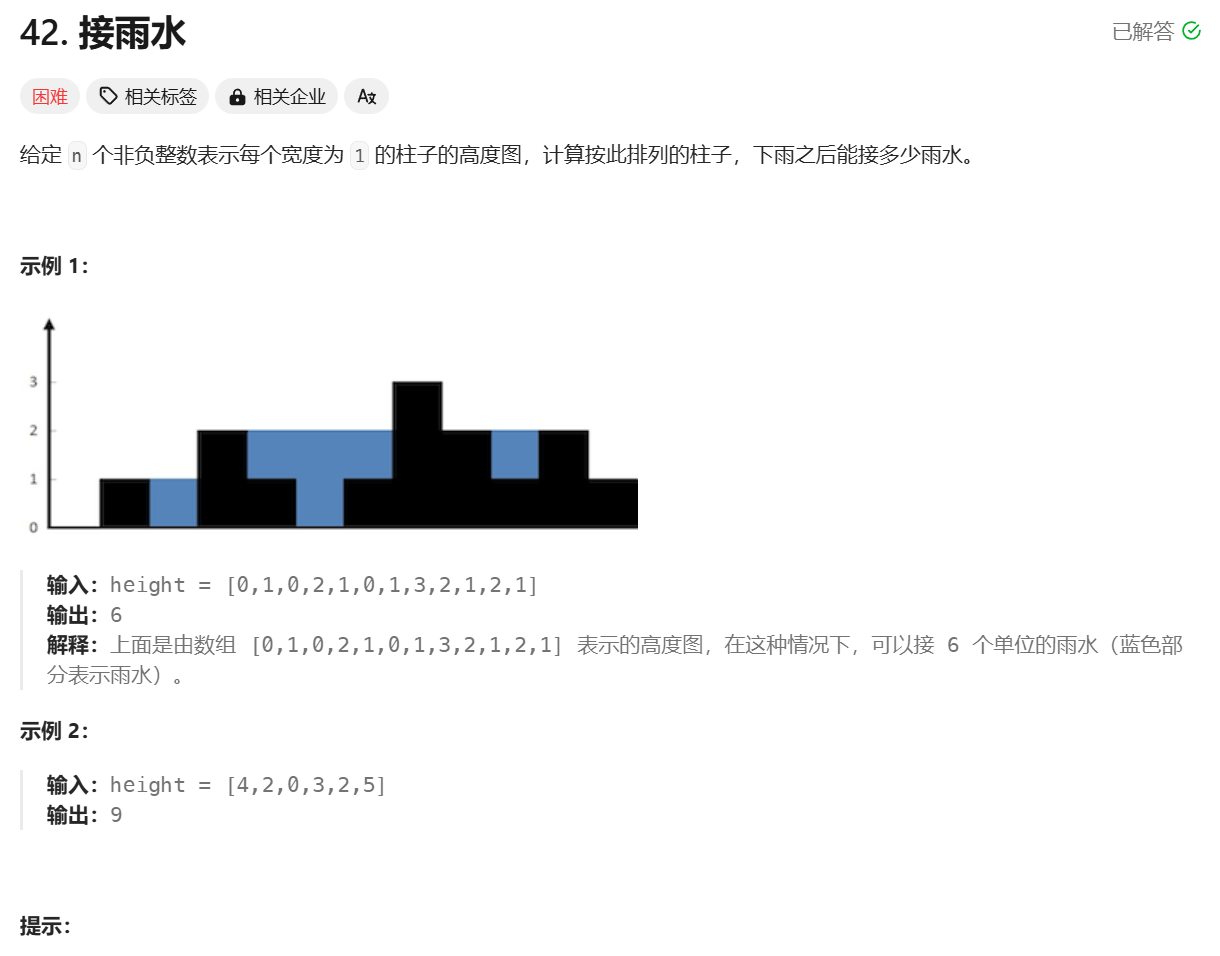 42. 接雨水
已解答
困难 相关标签 相关企业
给定 n 个非负整数表示每个宽度为 1 的柱子的高度图，计算按此排列的柱子，下雨之后能接多少雨水。
示例 1：
3
2
1
0
输入：height = [0,1,0,2,1,0,1,3,2,1,2,1]
输出：6
解释：上面是由数组 [0,1,0,2,1,0,1,3,2,1,2,1] 表示的高度图，在这种情况下，可以接 6 个单位的雨水（蓝色部
分表示雨水）。
示例 2：
输入：height = [4,2,0,3,2,5]
输出：9
提示：